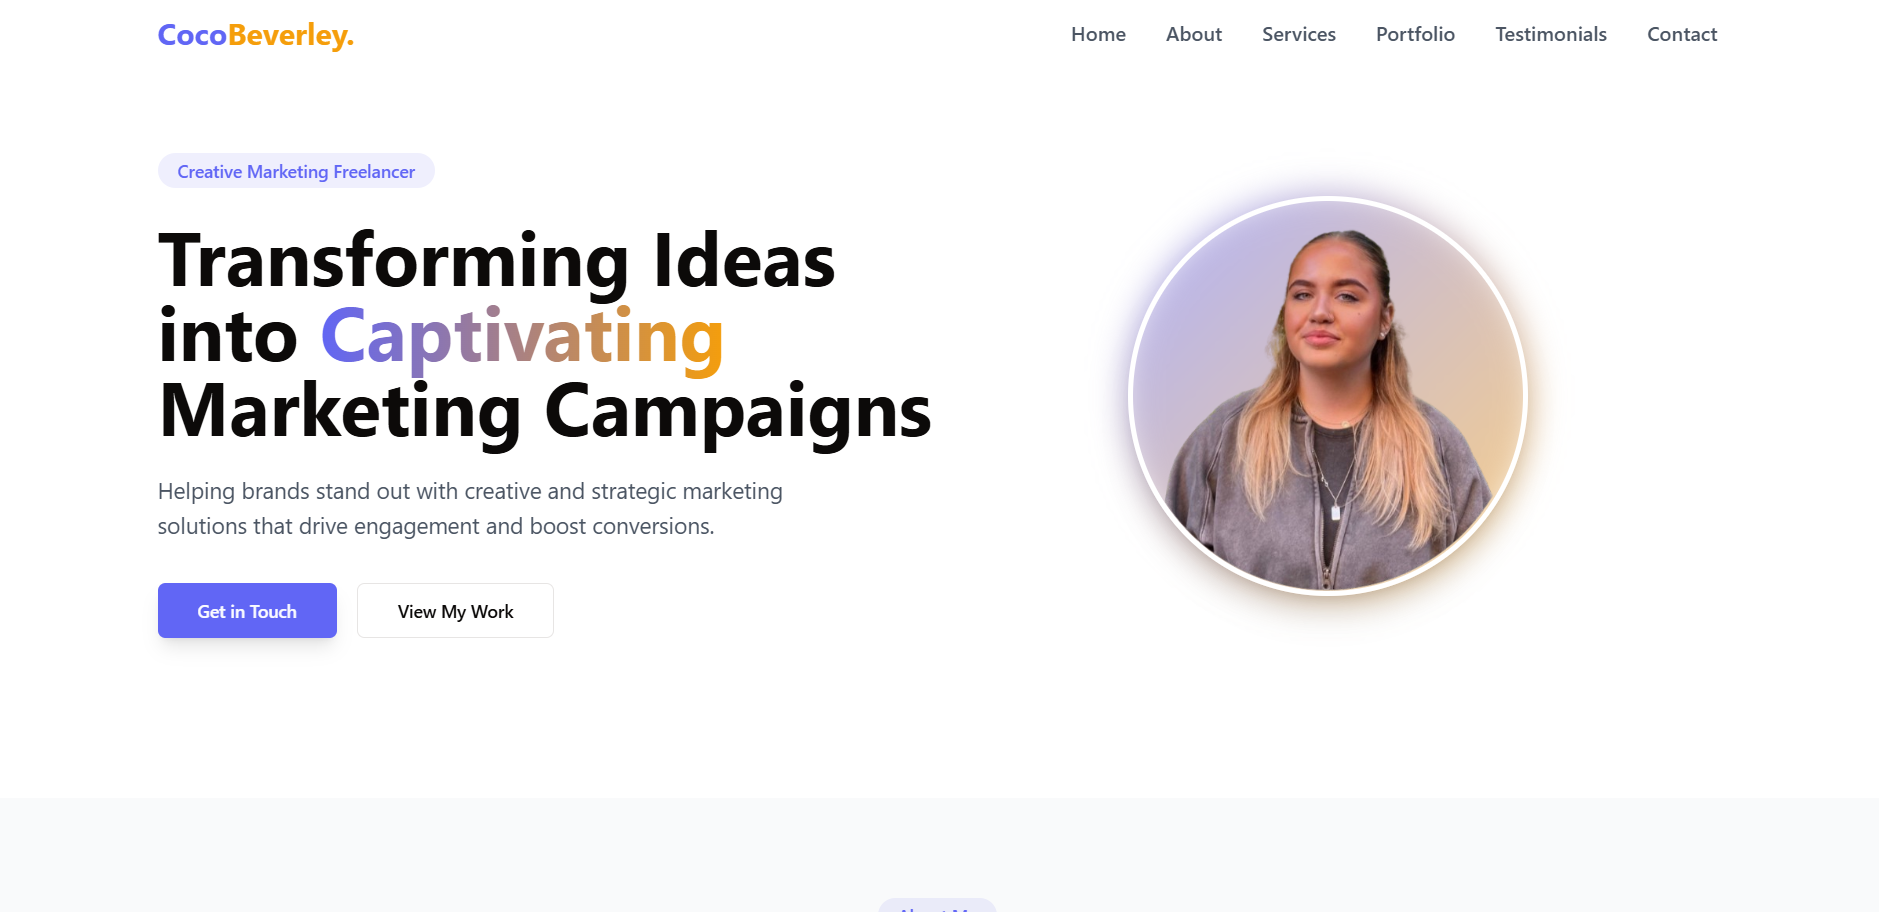 CocoBeverley.
Home About Services Portfolio Testimonials Contact
Creative Marketing Freelancer
Transforming Ideas
into Captivating
Marketing Campaigns
Helping brands stand out with creative and strategic marketing
solutions that drive engagement and boost conversions.
Get in Touch
View My Work